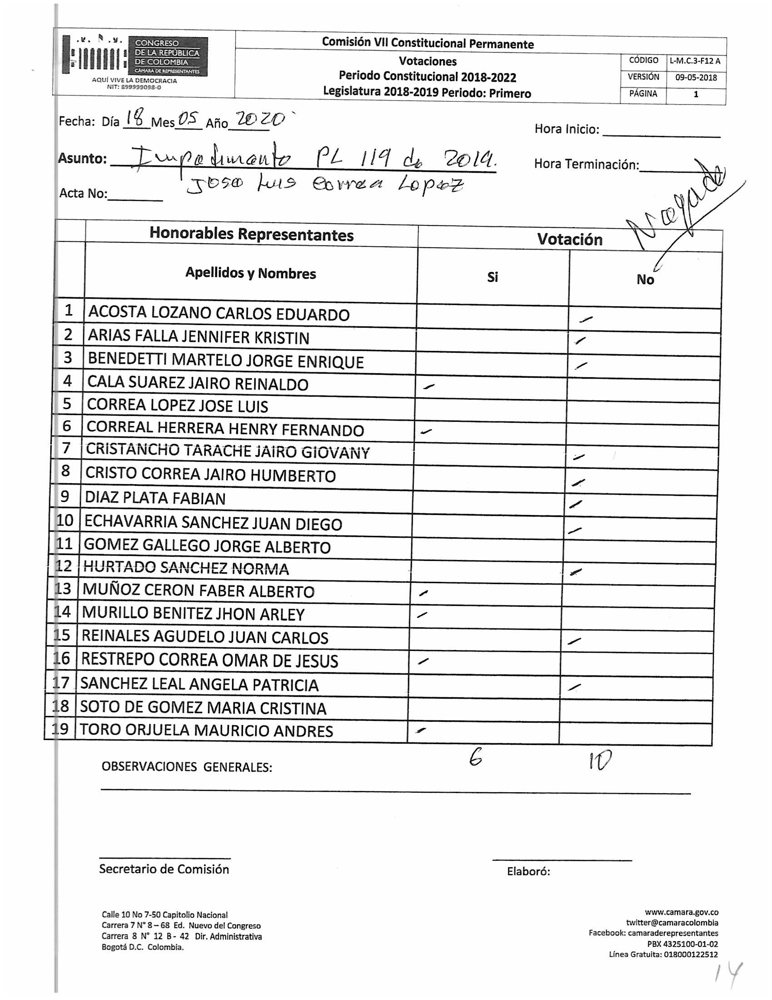 CONGRESO
DE LA REPÚBLICA
DE COLOMBIA
CÁMARA DE REPRESENTANTES
AQUÍ VIVE LA DEMOCRACIA
NIT: 899999098-0
Comisión VII Constitucional Permanente
Votaciones
Periodo Constitucional 2018-2022
Legislatura 2018-2019 Periodo: Primero
CÓDIGO L-M.C.3-F12 A
VERSIÓN 09-05-2018
PÁGINA 1
Fecha: Día 18 Mes 05 Año 2020
Hora Inicio:
Asunto: Impedimento PL 119 de 2019.
Hora Terminación:
Jose Luis Correa Lopez
Acta No:
Negado
Honorables Representantes Votación
Apellidos y Nombres Si No
1 ACOSTA LOZANO CARLOS EDUARDO
2 ARIAS FALLA JENNIFER KRISTIN
3 BENEDETTI MARTELO JORGE ENRIQUE
4 CALA SUAREZ JAIRO REINALDO
5 CORREA LOPEZ JOSE LUIS
6 CORREAL HERRERA HENRY FERNANDO
7 CRISTANCHO TARACHE JAIRO GIOVANY
8 CRISTO CORREA JAIRO HUMBERTO
9 DIAZ PLATA FABIAN
10 ECHAVARRIA SANCHEZ JUAN DIEGO
11 GOMEZ GALLEGO JORGE ALBERTO
12 HURTADO SANCHEZ NORMA
13 MUÑOZ CERON FABER ALBERTO
14 MURILLO BENITEZ JHON ARLEY
15 REINALES AGUDELO JUAN CARLOS
16 RESTREPO CORREA OMAR DE JESUS
17 SANCHEZ LEAL ANGELA PATRICIA
18 SOTO DE GOMEZ MARIA CRISTINA
19 TORO ORJUELA MAURICIO ANDRES
6 10
OBSERVACIONES GENERALES:
Secretario de Comisión
Elaboró:
Calle 10 No 7-50 Capitolio Nacional
Carrera 7 N° 8 – 68 Ed. Nuevo del Congreso
Carrera 8 N° 12 B - 42 Dir. Administrativa
Bogotá D.C. Colombia.
www.camara.gov.co
twitter@camaracolombia
Facebook: camaraderepresentantes
PBX 4325100-01-02
Línea Gratuita: 018000122512
14